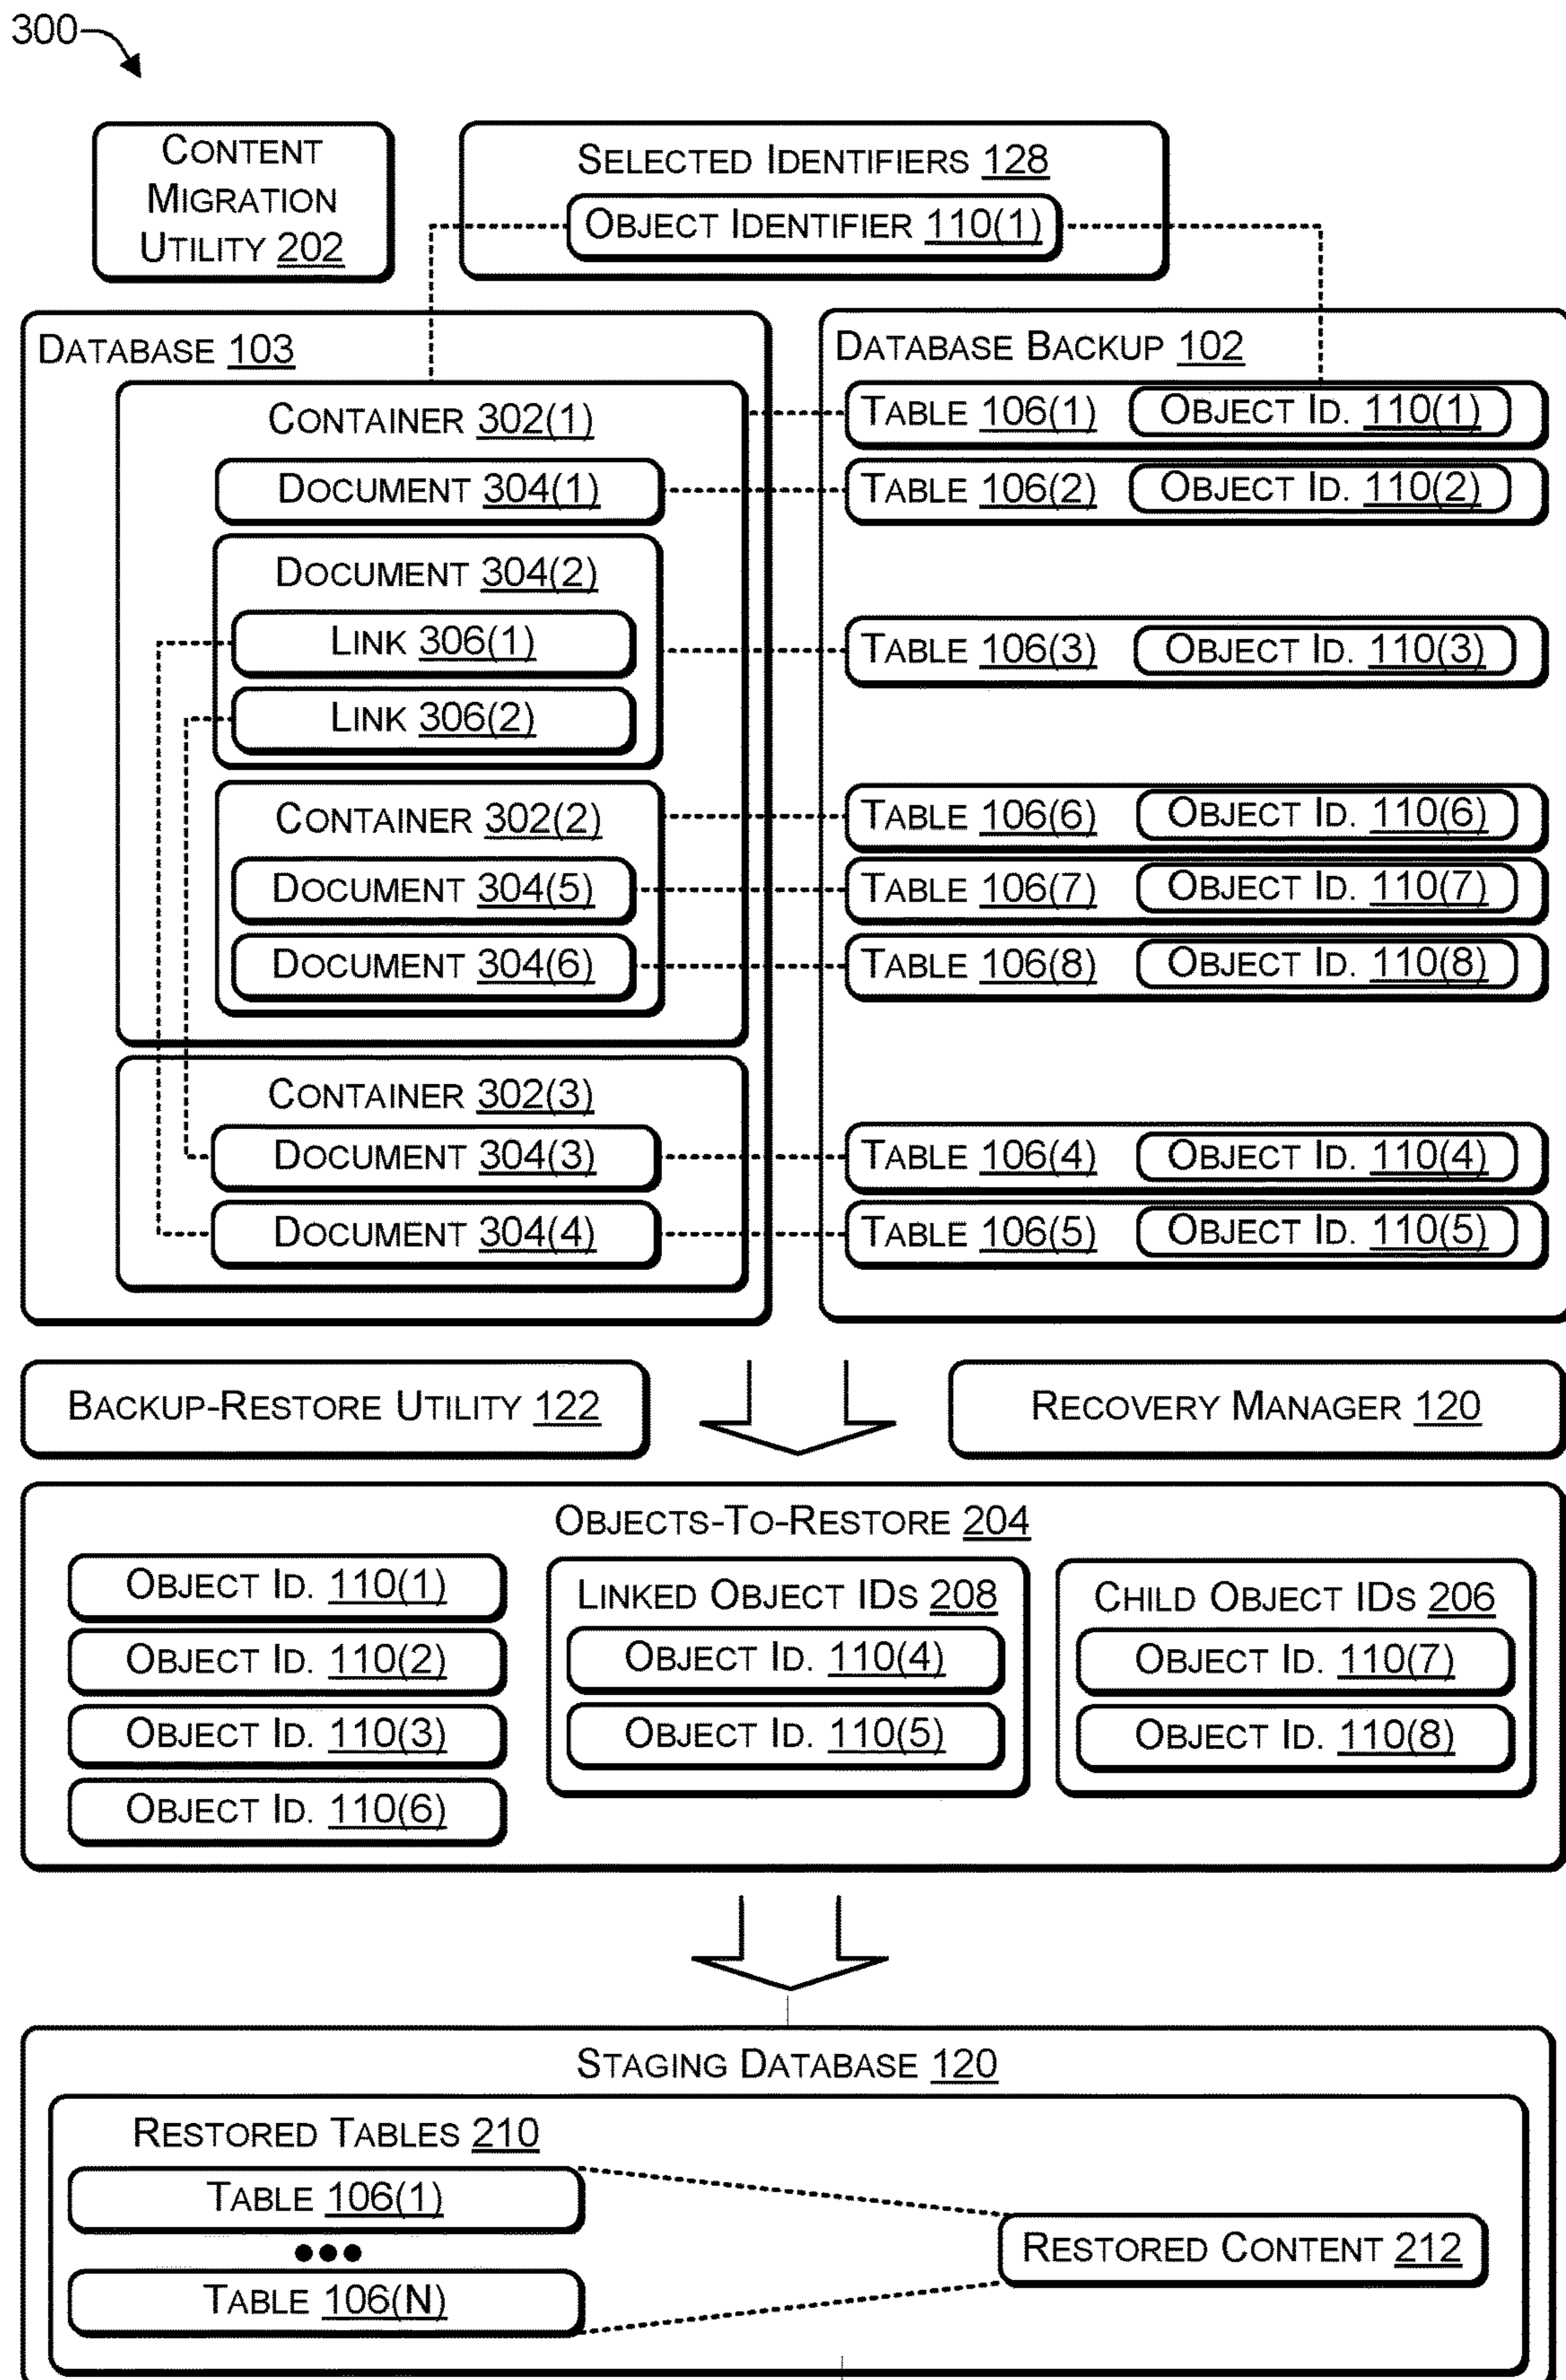 300
CONTENT
MIGRATION
UTILITY 202
SELECTED IDENTIFIERS 128
OBJECT IDENTIFIER 110(1)
DATABASE 103
CONTAINER 302(1)
DOCUMENT 304(1)
DOCUMENT 304(2)
LINK 306(1)
LINK 306(2)
CONTAINER 302(2)
DOCUMENT 304(5)
DOCUMENT 304(6)
CONTAINER 302(3)
DOCUMENT 304(3)
DOCUMENT 304(4)
DATABASE BACKUP 102
TABLE 106(1) OBJECT ID. 110(1)
TABLE 106(2) OBJECT ID. 110(2)
TABLE 106(3) OBJECT ID. 110(3)
TABLE 106(6) OBJECT ID. 110(6)
TABLE 106(7) OBJECT ID. 110(7)
TABLE 106(8) OBJECT ID. 110(8)
TABLE 106(4) OBJECT ID. 110(4)
TABLE 106(5) OBJECT ID. 110(5)
BACKUP-RESTORE UTILITY 122
RECOVERY MANAGER 120
OBJECTS-TO-RESTORE 204
OBJECT ID. 110(1)
OBJECT ID. 110(2)
OBJECT ID. 110(3)
OBJECT ID. 110(6)
LINKED OBJECT IDS 208
OBJECT ID. 110(4)
OBJECT ID. 110(5)
CHILD OBJECT IDS 206
OBJECT ID. 110(7)
OBJECT ID. 110(8)
STAGING DATABASE 120
RESTORED TABLES 210
TABLE 106(1)
●●●
TABLE 106(N)
RESTORED CONTENT 212